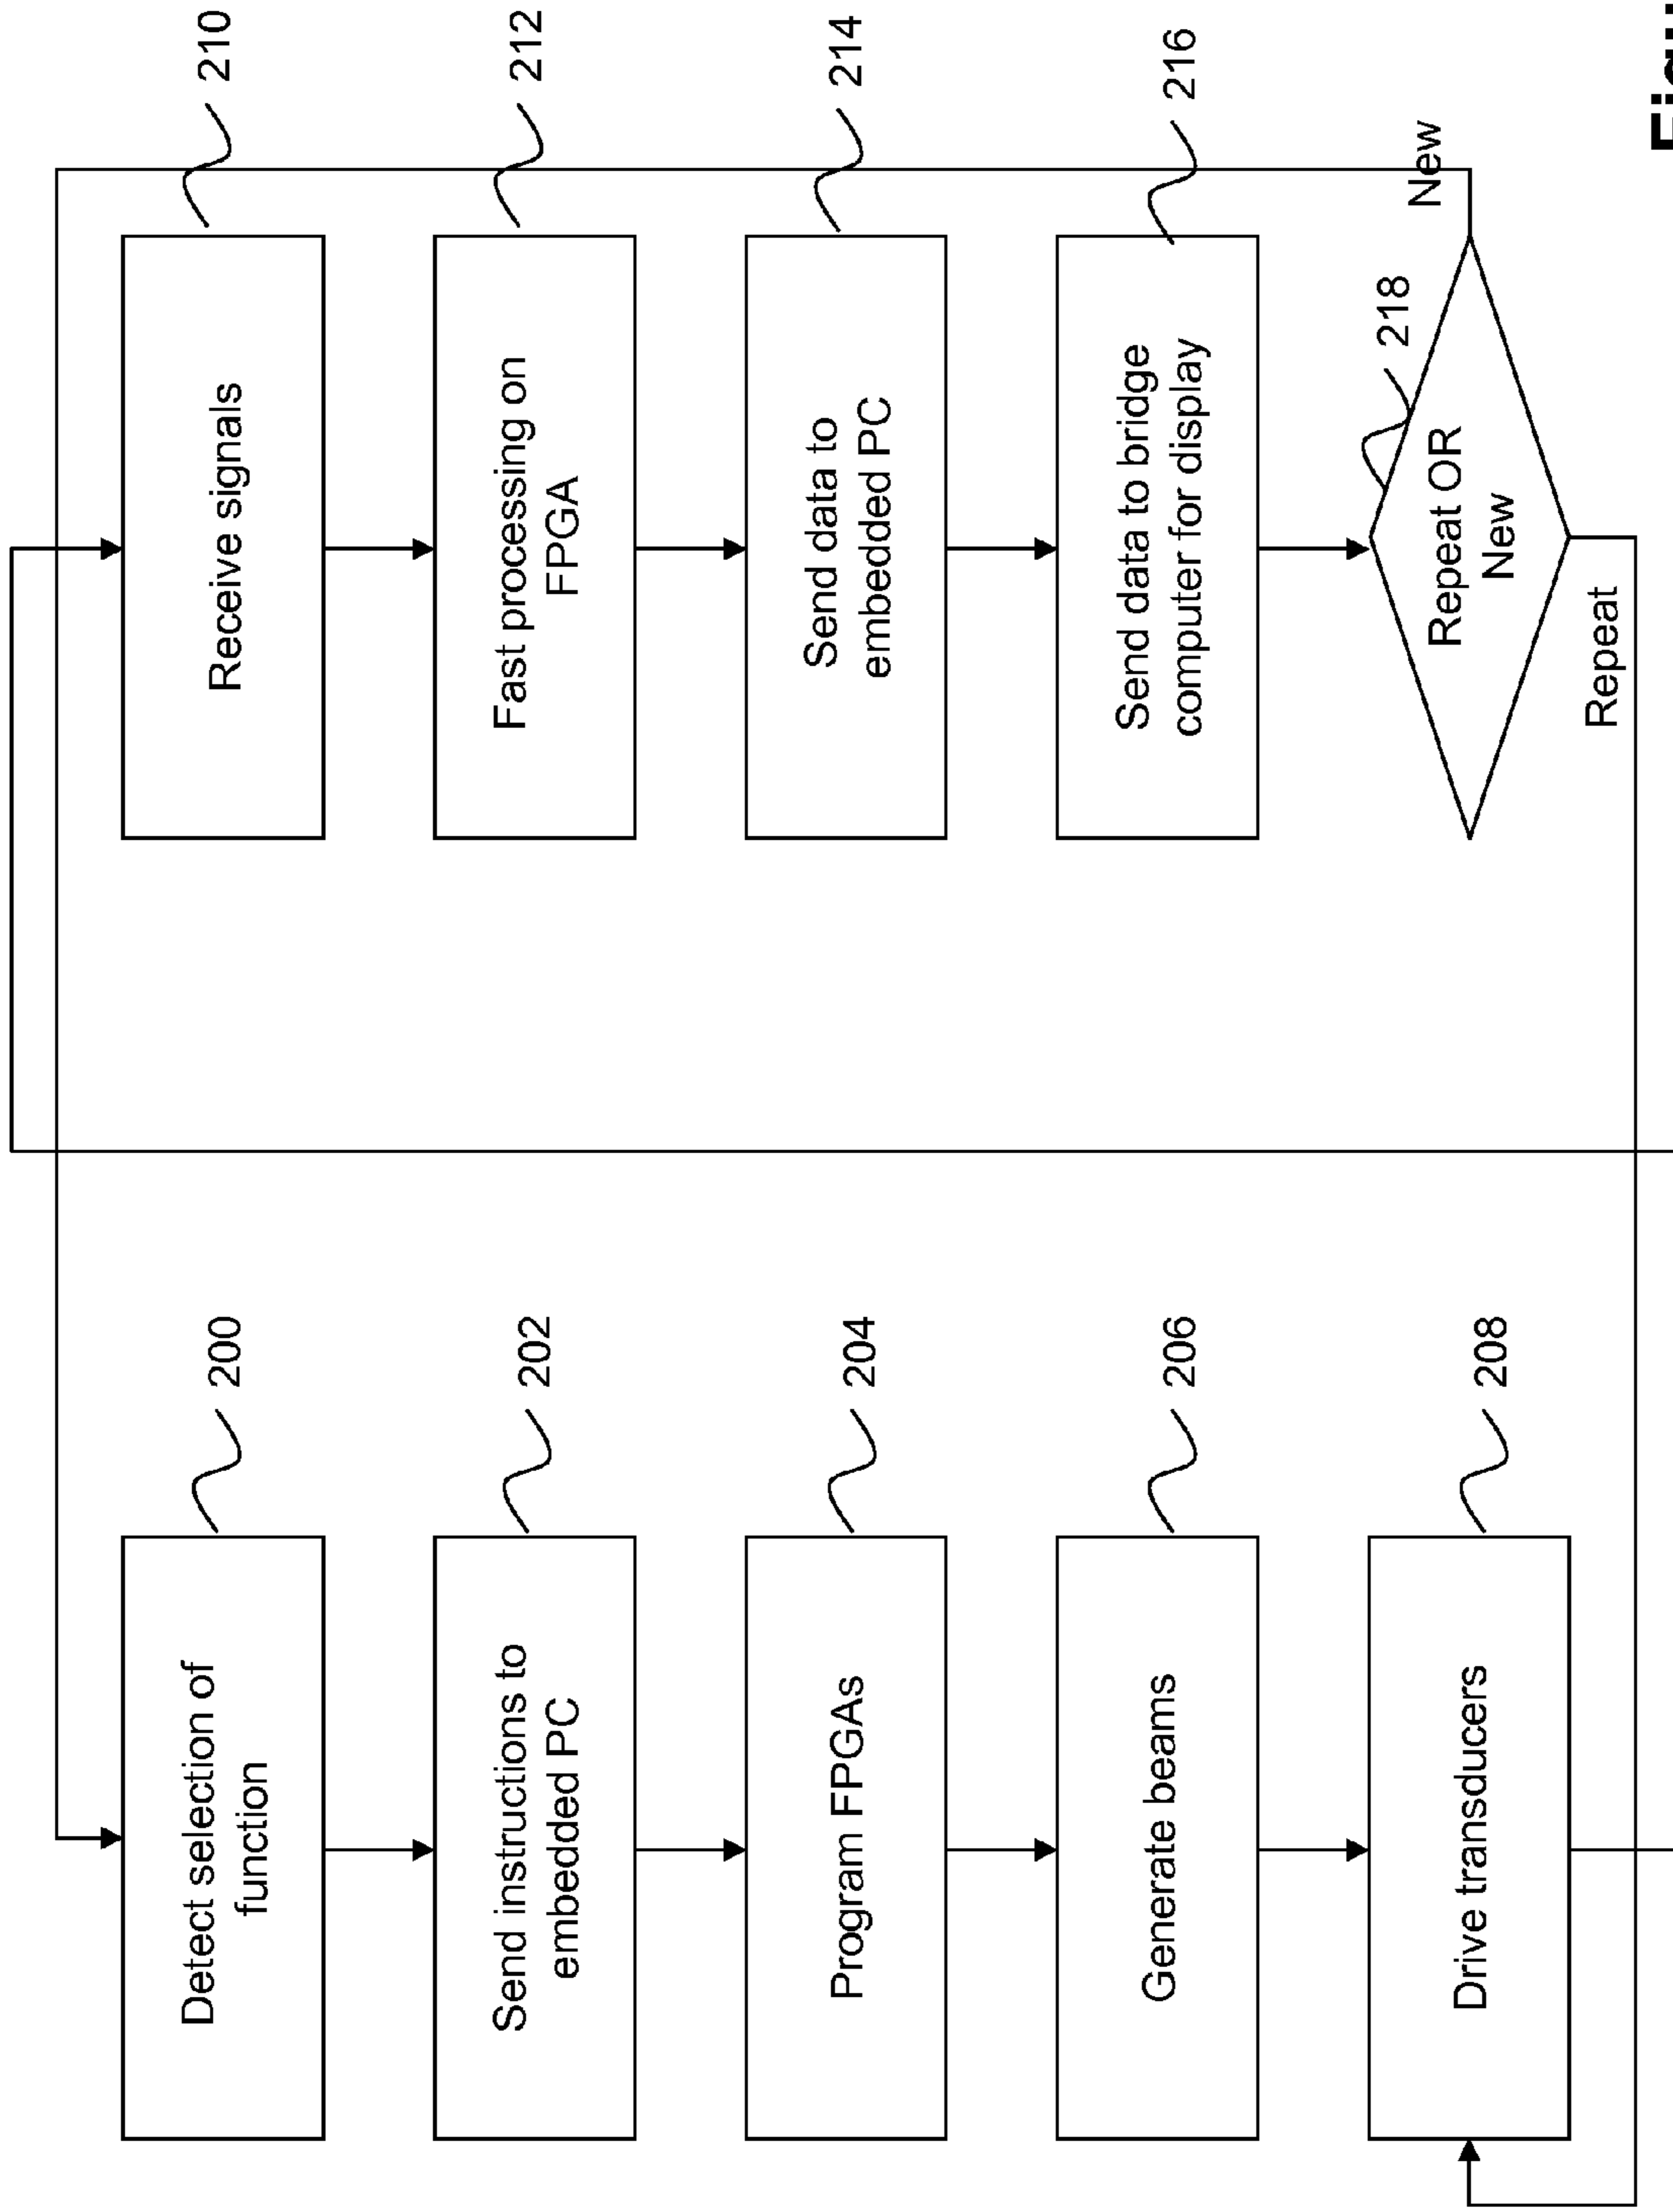 Detect selection of
function
200
Send instructions to
embedded PC
202
Program FPGAs
204
Generate beams
206
Drive transducers
208
Receive signals
210
Fast processing on
FPGA
212
Send data to
embedded PC
214
Send data to bridge
computer for display
216
Repeat OR
New
218
New
Repeat